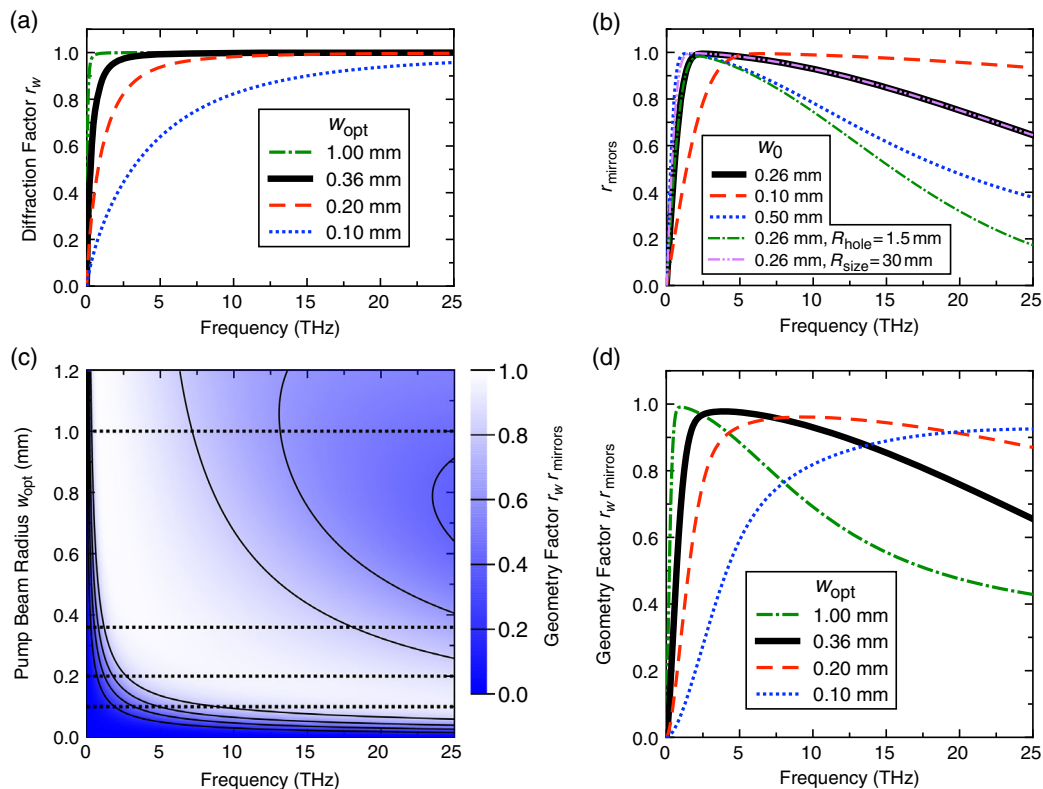 (a)
1.0
0.8
0.6
0.4
0.2
0.0
Diffraction Factor r_w
w_opt
1.00 mm
0.36 mm
0.20 mm
0.10 mm
0 5 10 15 20 25
Frequency (THz)
(b)
1.0
0.8
0.6
0.4
0.2
0.0
r_mirrors
w_0
0.26 mm
0.10 mm
0.50 mm
0.26 mm, R_hole=1.5 mm
0.26 mm, R_size=30 mm
0 5 10 15 20 25
Frequency (THz)
(c)
1.2
1.0
0.8
0.6
0.4
0.2
0.0
Pump Beam Radius w_opt (mm)
0 5 10 15 20 25
Frequency (THz)
1.0
0.8
0.6
0.4
0.2
0.0
Geometry Factor r_w r_mirrors
(d)
1.0
0.8
0.6
0.4
0.2
0.0
Geometry Factor r_w r_mirrors
w_opt
1.00 mm
0.36 mm
0.20 mm
0.10 mm
0 5 10 15 20 25
Frequency (THz)